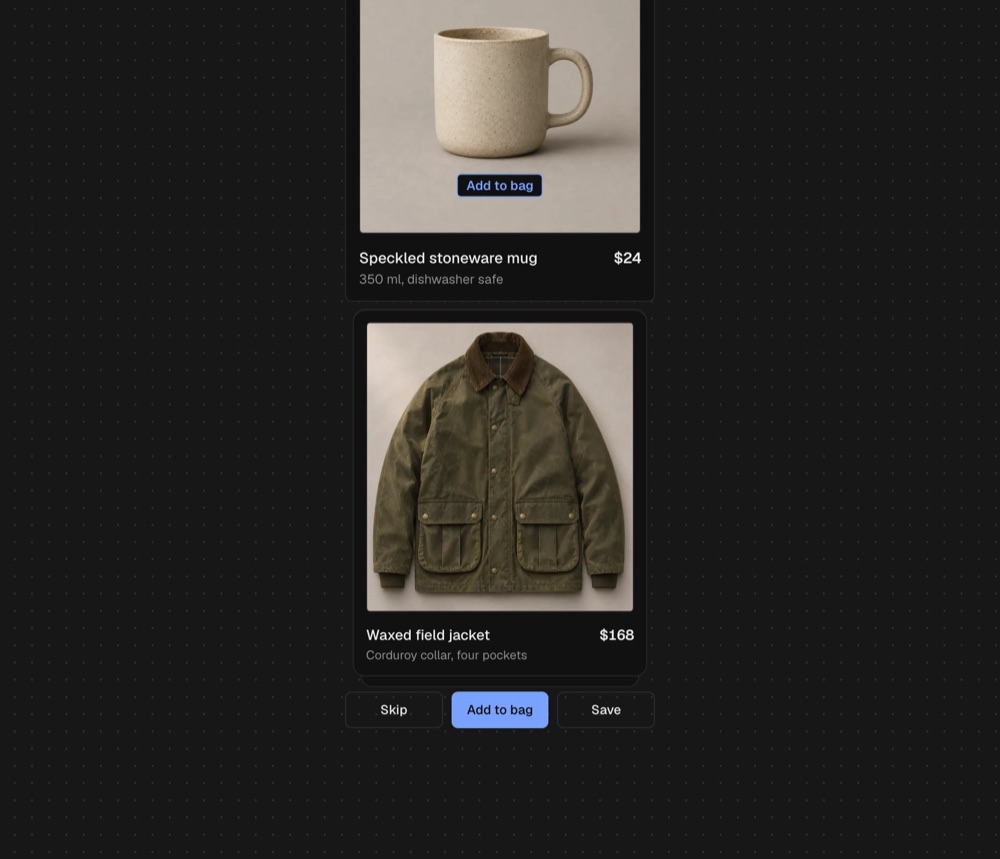 Add to bag
Speckled stoneware mug $24
350 ml, dishwasher safe
Waxed field jacket $168
Corduroy collar, four pockets
Skip Add to bag Save